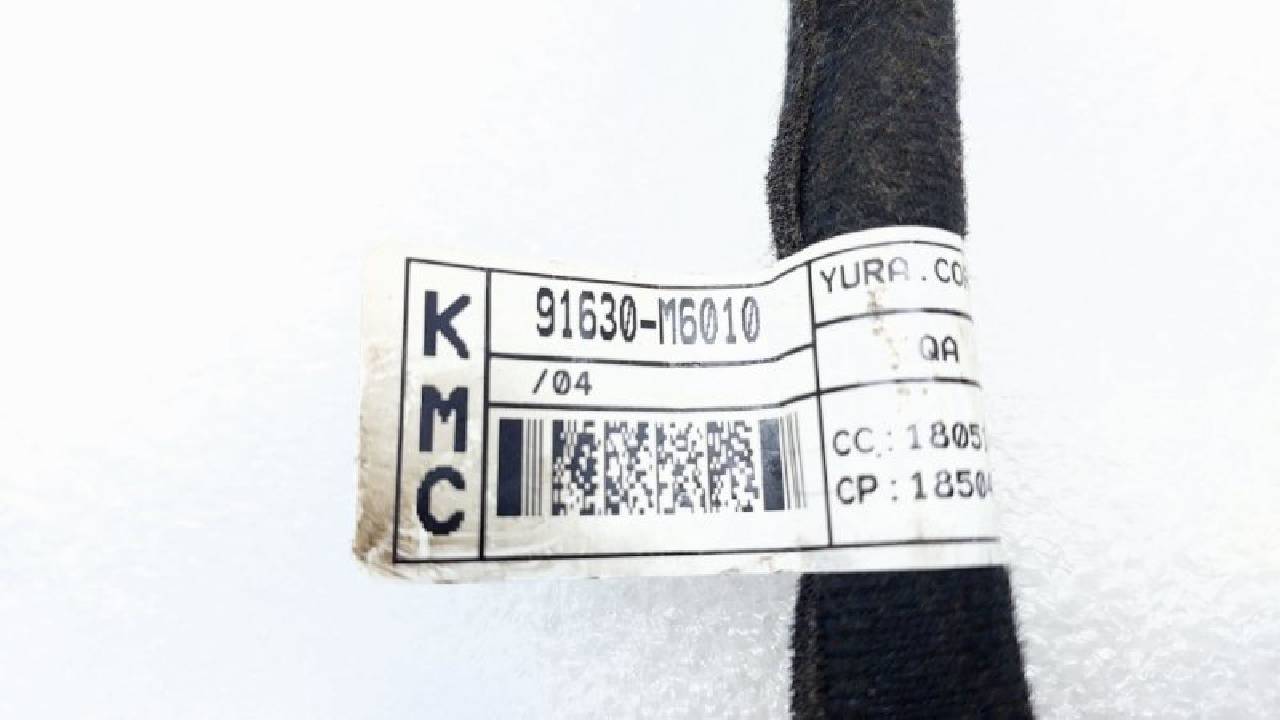 KMC
91630-M6010
/04
YURA.CO
QA
CC:1805
CP:1850